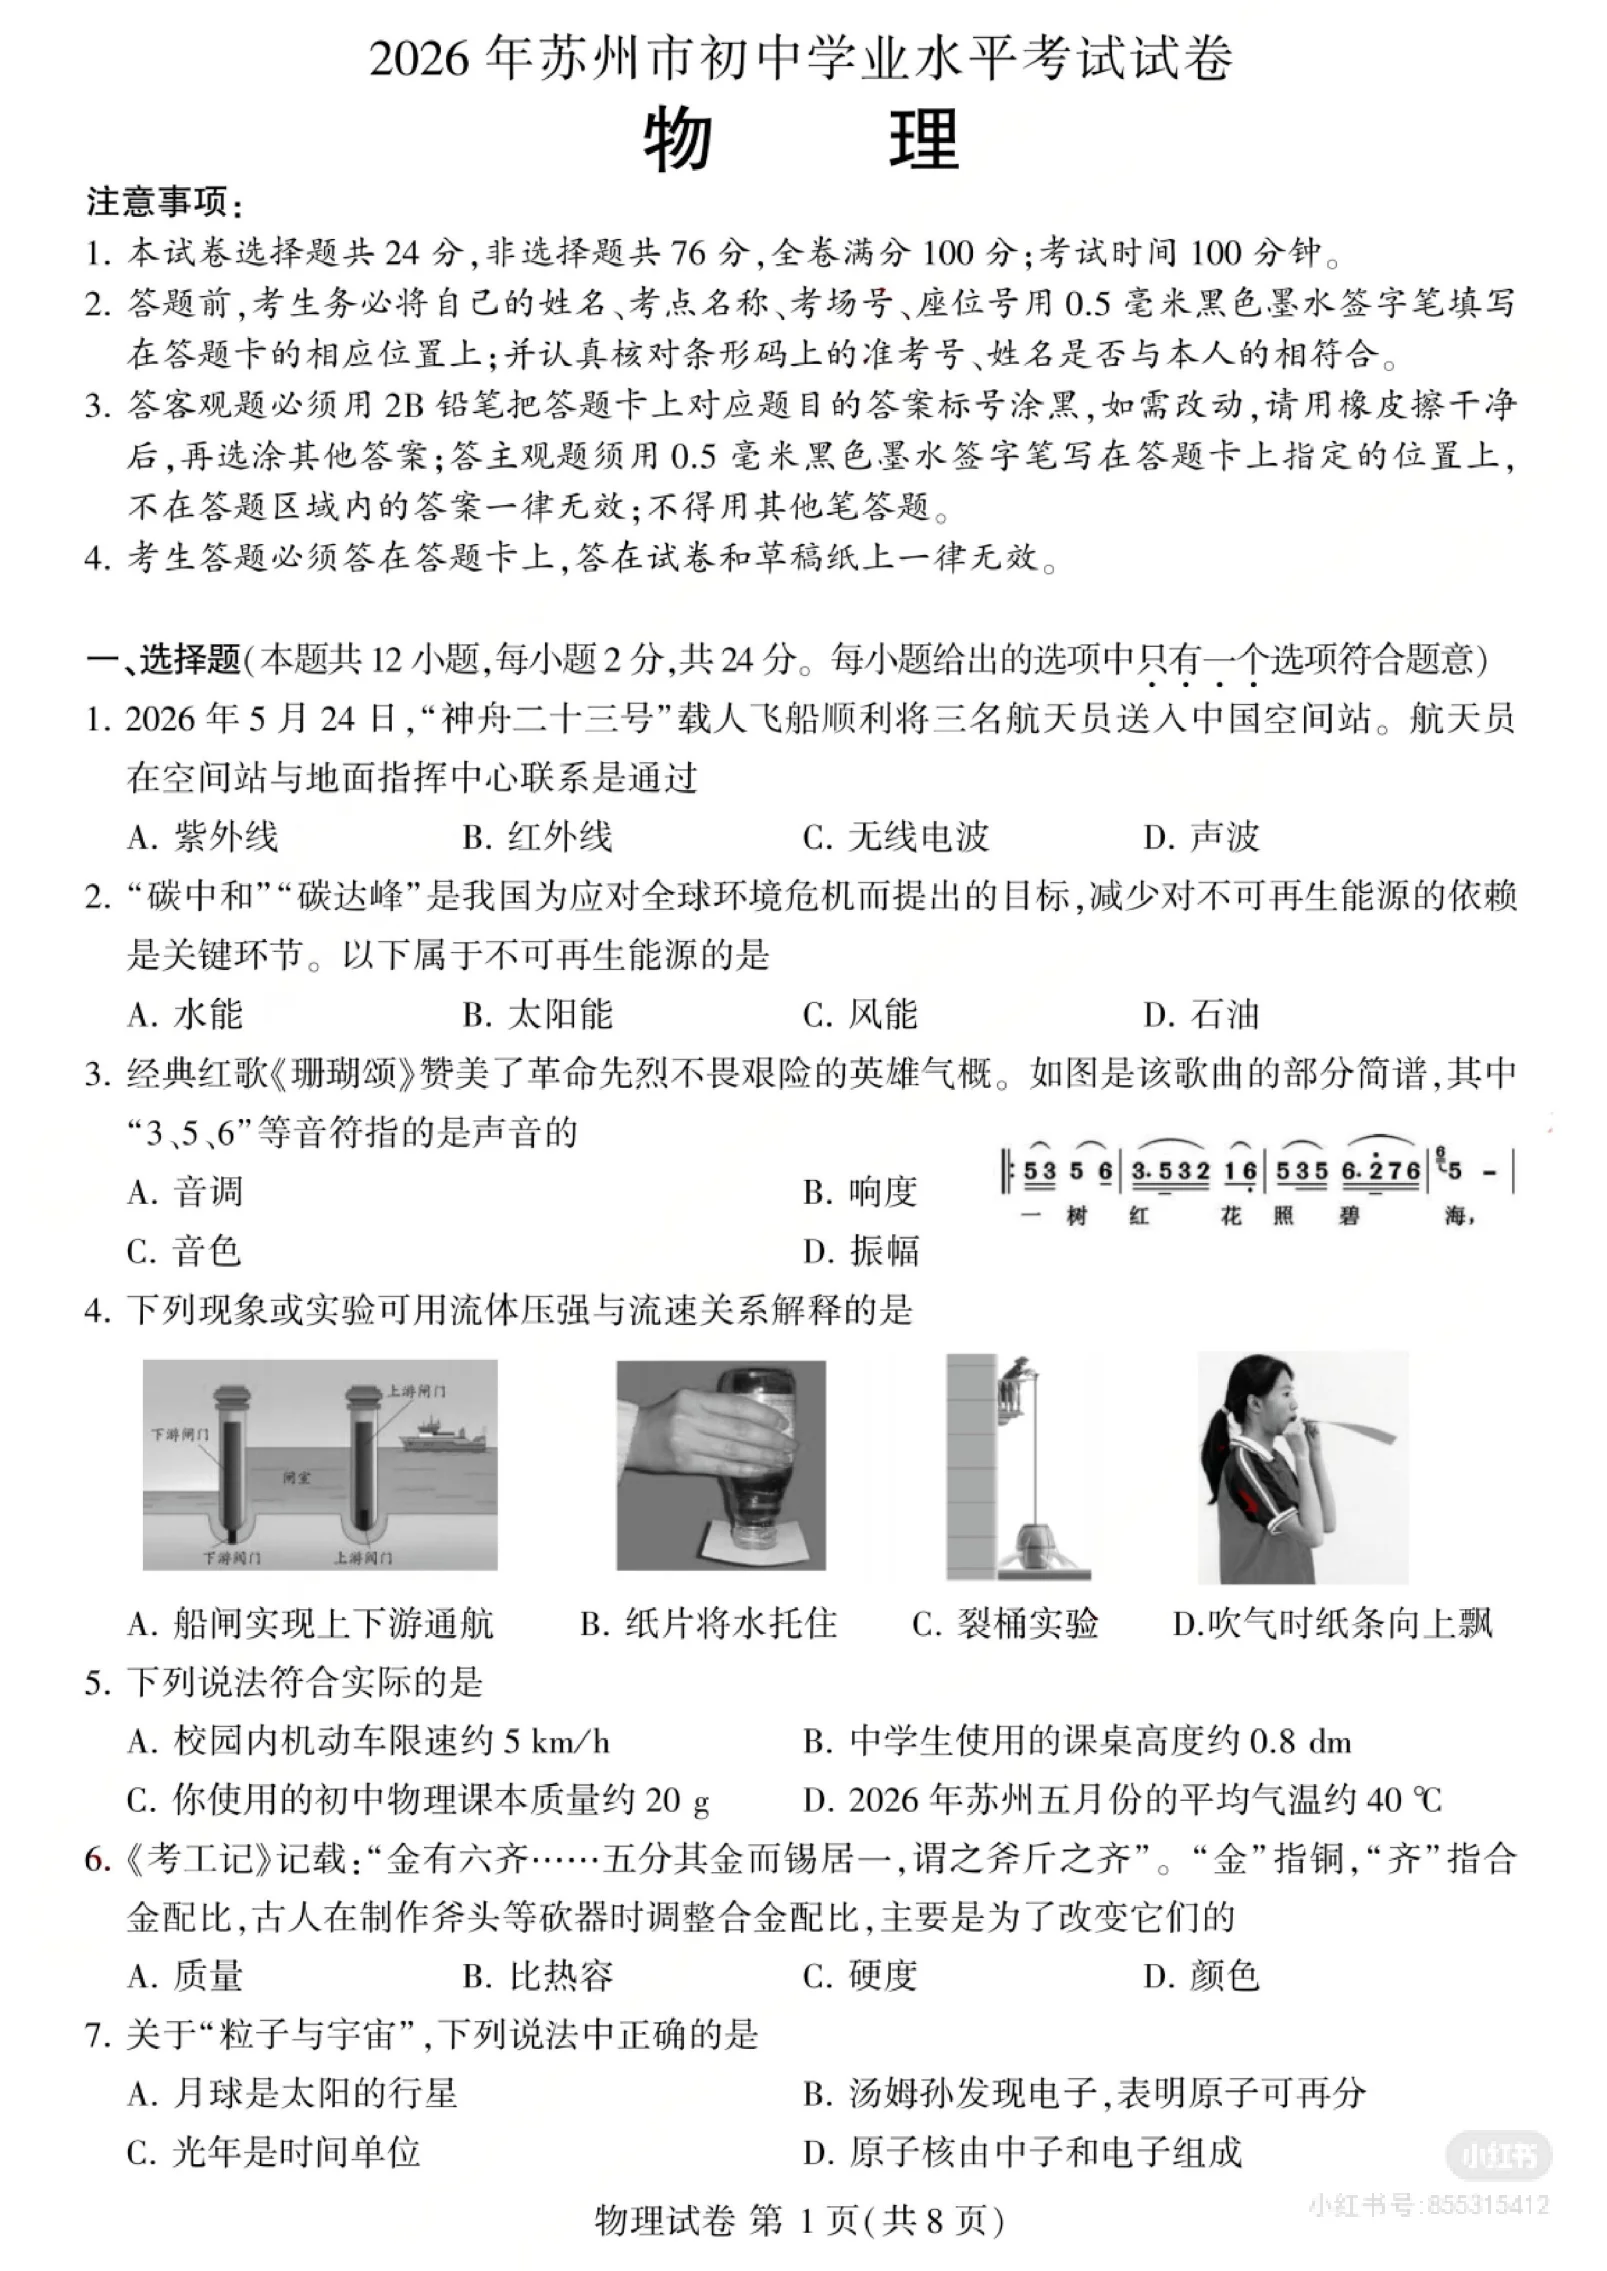 2026年苏州市初中学业水平考试试卷
物 理
注意事项：
1. 本试卷选择题共24分,非选择题共76分,全卷满分100分;考试时间100分钟。
2. 答题前,考生务必将自己的姓名、考点名称、考场号、座位号用0.5毫米黑色墨水签字笔填写
在答题卡的相应位置上;并认真核对条形码上的准考号、姓名是否与本人的相符合。
3. 答客观题必须用2B铅笔把答题卡上对应题目的答案标号涂黑,如需改动,请用橡皮擦干净
后,再选涂其他答案;答主观题须用0.5毫米黑色墨水签字笔写在答题卡上指定的位置上,
不在答题区域内的答案一律无效;不得用其他笔答题。
4. 考生答题必须答在答题卡上,答在试卷和草稿纸上一律无效。
一、选择题(本题共12小题,每小题2分,共24分。每小题给出的选项中只有一个选项符合题意)
1. 2026年5月24日,“神舟二十三号”载人飞船顺利将三名航天员送入中国空间站。航天员
在空间站与地面指挥中心联系是通过
A. 紫外线 B. 红外线 C. 无线电波 D. 声波
2. “碳中和”“碳达峰”是我国为应对全球环境危机而提出的目标,减少对不可再生能源的依赖
是关键环节。以下属于不可再生能源的是
A. 水能 B. 太阳能 C. 风能 D. 石油
3. 经典红歌《珊瑚颂》赞美了革命先烈不畏艰险的英雄气概。如图是该歌曲的部分简谱,其中
“3、5、6”等音符指的是声音的
53 5 6 3.532 16 535 6.276 6 5 -
一 树 红 花 照 碧 海,
A. 音调 B. 响度
C. 音色 D. 振幅
4. 下列现象或实验可用流体压强与流速关系解释的是
上游闸门
下游闸门
闸室
下游阀门 上游阀门
A. 船闸实现上下游通航 B. 纸片将水托住 C. 裂桶实验 D.吹气时纸条向上飘
5. 下列说法符合实际的是
A. 校园内机动车限速约5 km/h B. 中学生使用的课桌高度约0.8 dm
C. 你使用的初中物理课本质量约20 g D. 2026年苏州五月份的平均气温约40 ℃
6. 《考工记》记载:“金有六齐……五分其金而锡居一,谓之斧斤之齐”。“金”指铜,“齐”指合
金配比,古人在制作斧头等砍器时调整合金配比,主要是为了改变它们的
A. 质量 B. 比热容 C. 硬度 D. 颜色
7. 关于“粒子与宇宙”,下列说法中正确的是
A. 月球是太阳的行星 B. 汤姆孙发现电子,表明原子可再分
C. 光年是时间单位 D. 原子核由中子和电子组成
小红书
小红书号:855315412
物理试卷 第 1 页(共 8 页)